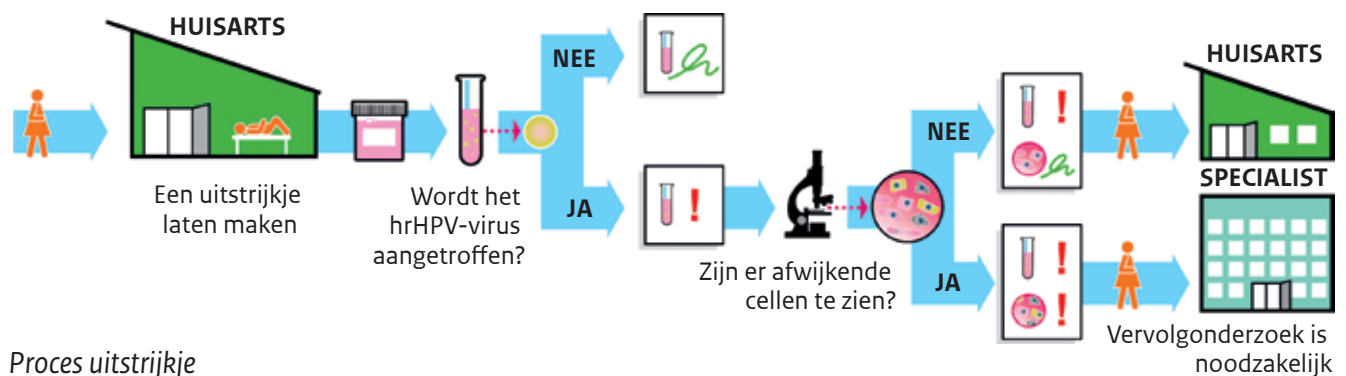 HUISARTS
Een uitstrijkje
laten maken
Wordt het
hrHPV-virus
aangetroffen?
NEE
JA
Zijn er afwijkende
cellen te zien?
NEE
JA
HUISARTS
SPECIALIST
Vervolgonderzoek is
noodzakelijk
Proces uitstrijkje